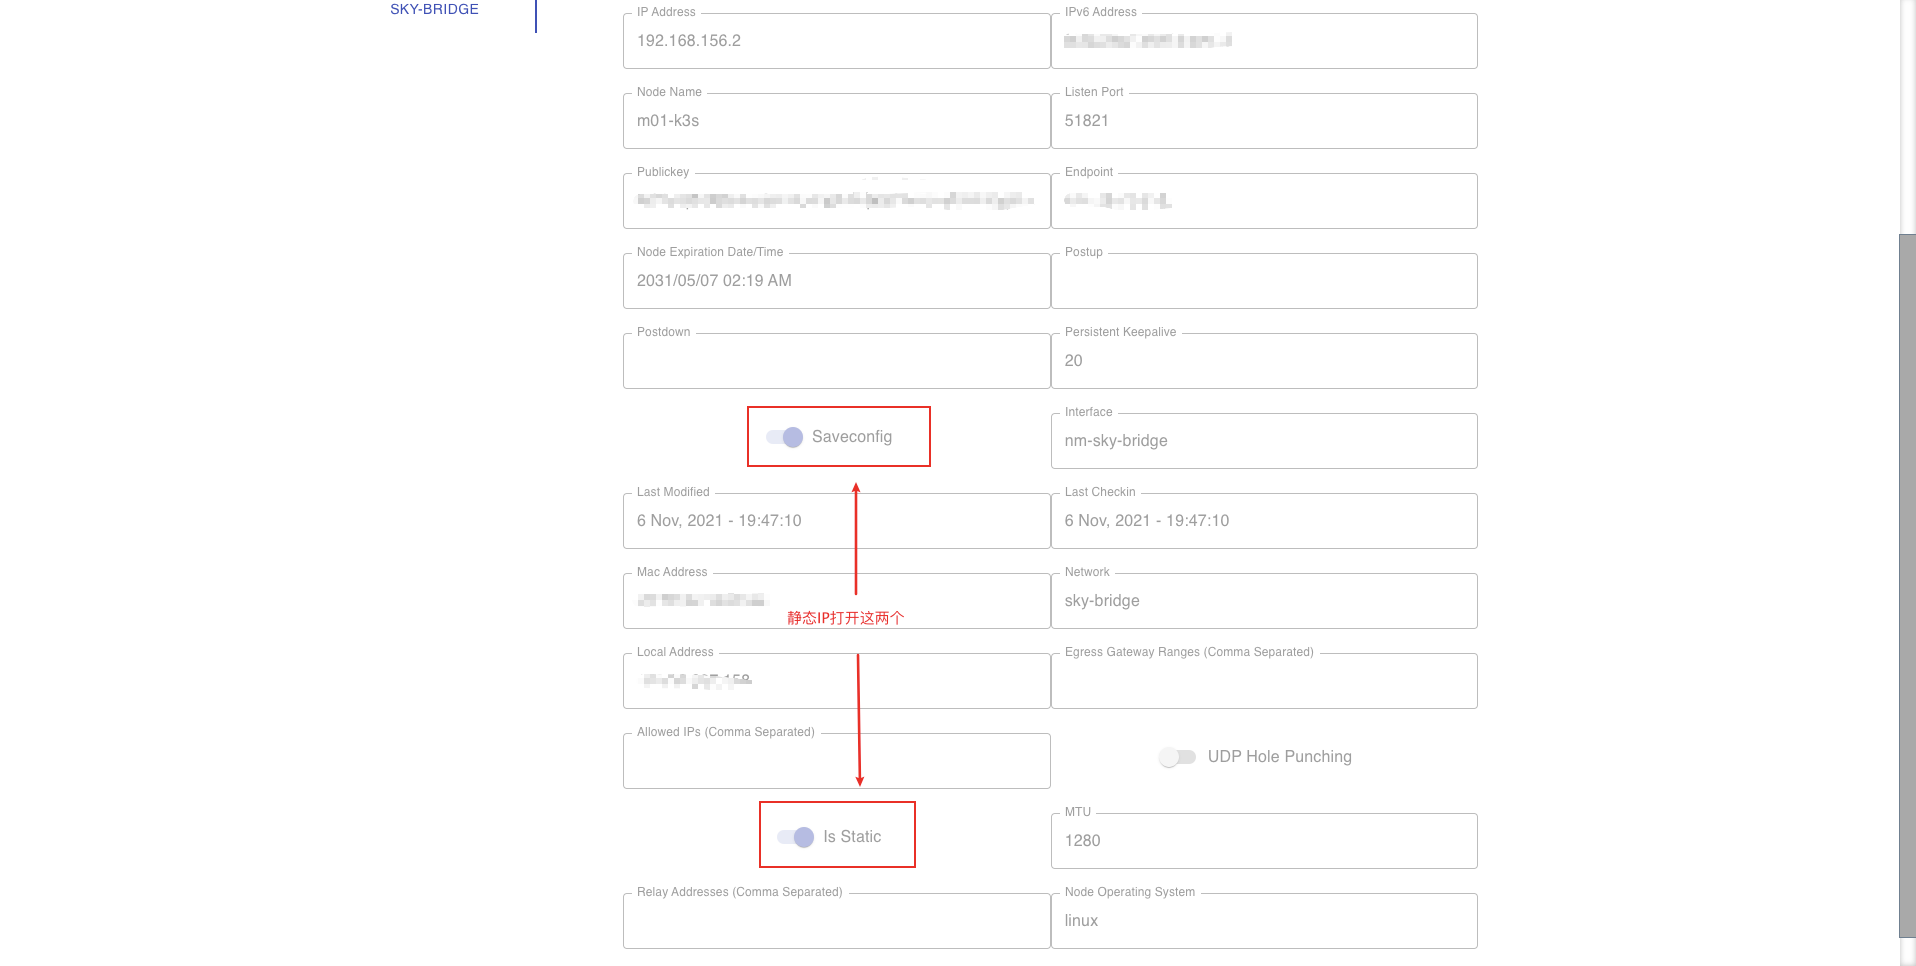 SKY-BRIDGE
IP Address
192.168.156.2
IPv6 Address
Node Name
m01-k3s
Listen Port
51821
Publickey
Endpoint
Node Expiration Date/Time
2031/05/07 02:19 AM
Postup
Postdown
Persistent Keepalive
20
Saveconfig
Interface
nm-sky-bridge
Last Modified
6 Nov, 2021 - 19:47:10
Last Checkin
6 Nov, 2021 - 19:47:10
Mac Address
Network
sky-bridge
静态IP打开这两个
Local Address
Egress Gateway Ranges (Comma Separated)
Allowed IPs (Comma Separated)
UDP Hole Punching
Is Static
MTU
1280
Relay Addresses (Comma Separated)
Node Operating System
linux